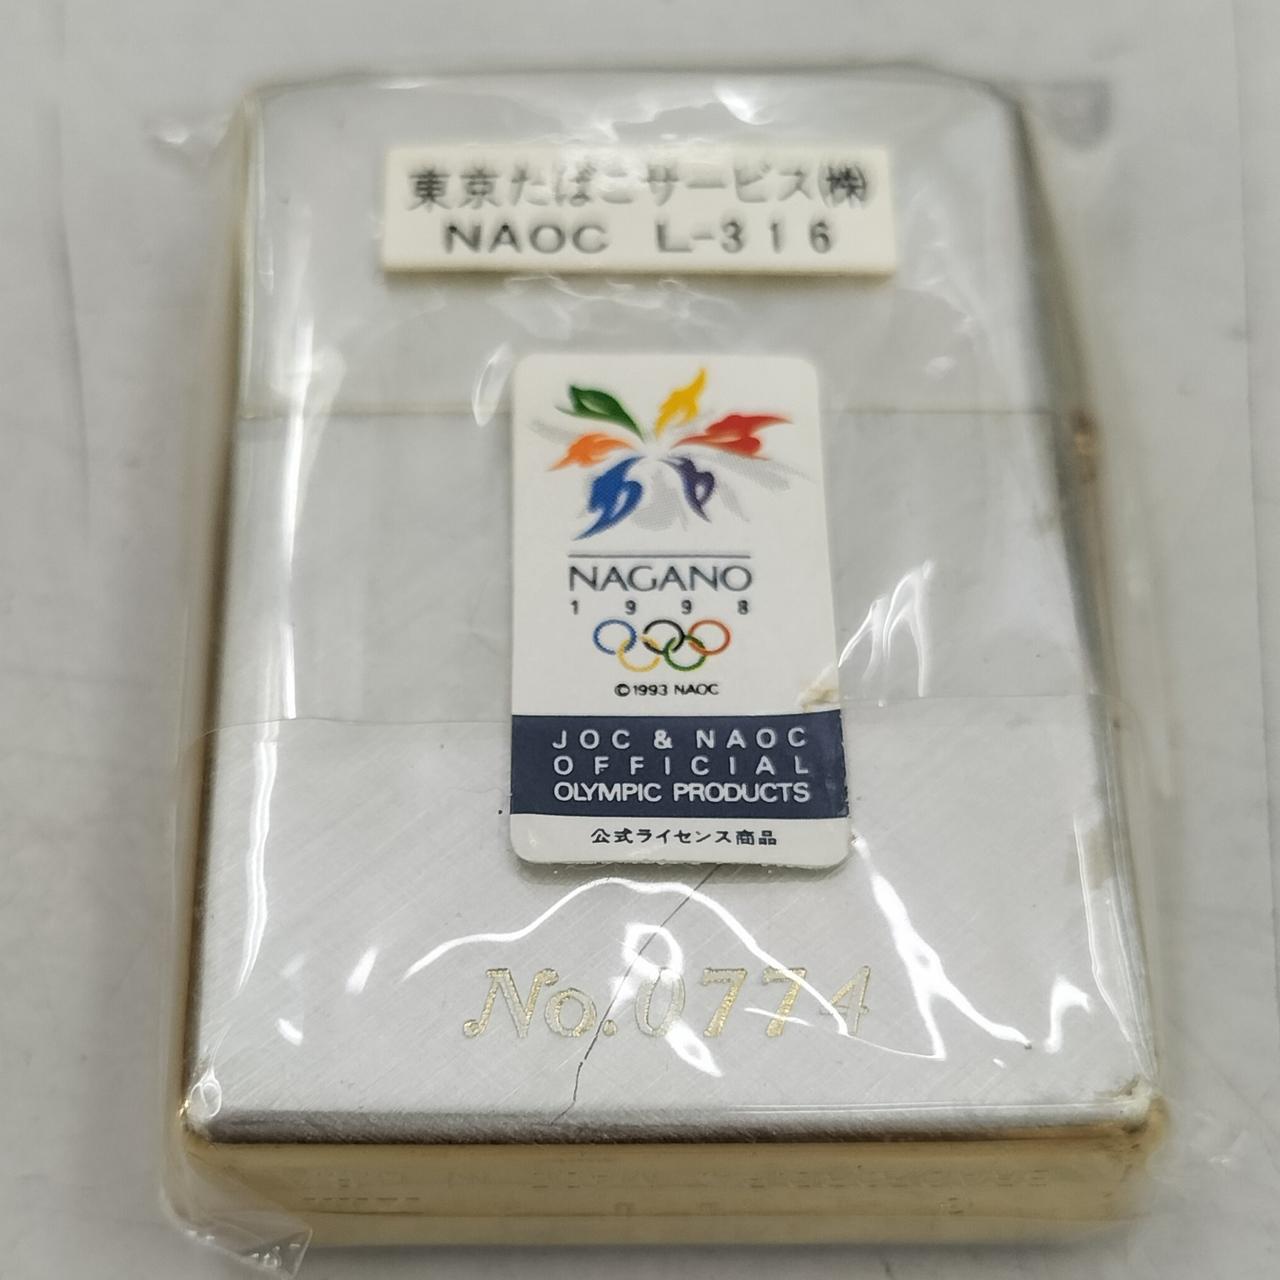 東京たばこサービス㈱
NAOC L-316
NAGANO
1998
©1993 NAOC
JOC & NAOC
OFFICIAL
OLYMPIC PRODUCTS
公式ライセンス商品
No.0774